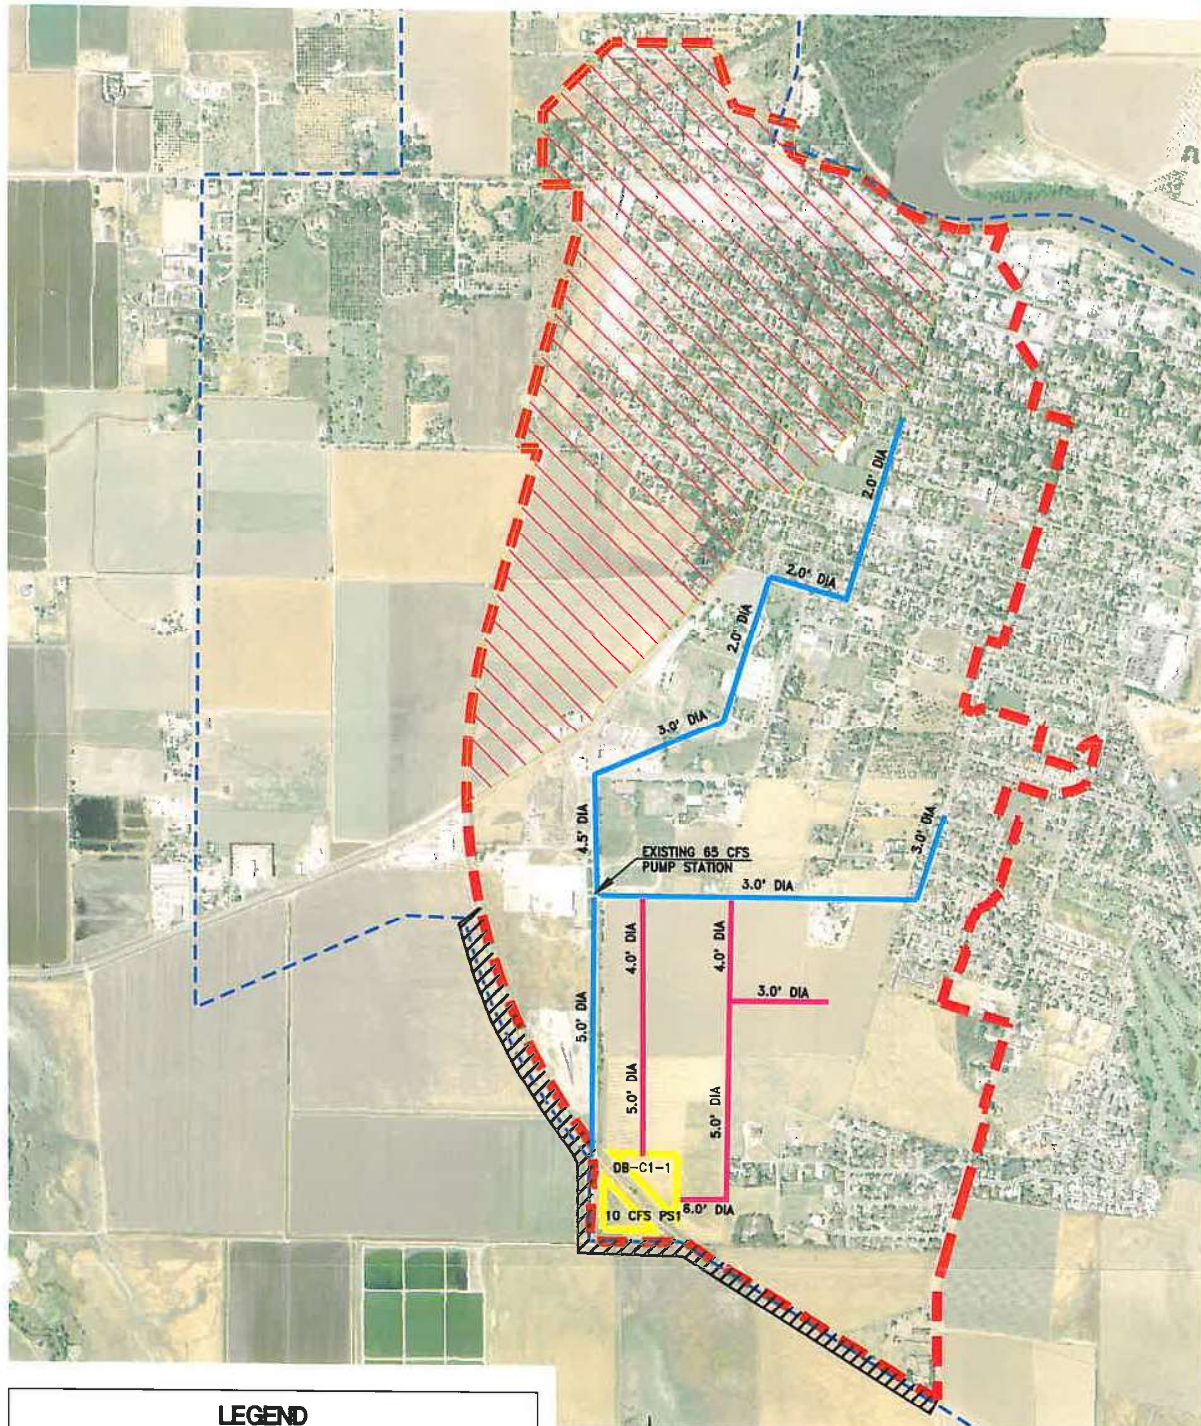 2.0' DIA
2.0' DIA
2.0' DIA
3.0' DIA
4.5' DIA
3.0' DIA
EXISTING 65 CFS
PUMP STATION
3.0' DIA
4.0' DIA
4.0' DIA
3.0' DIA
5.0' DIA
5.0' DIA
5.0' DIA
DB-C1-1
10 CFS PS1
6.0' DIA
LEGEND